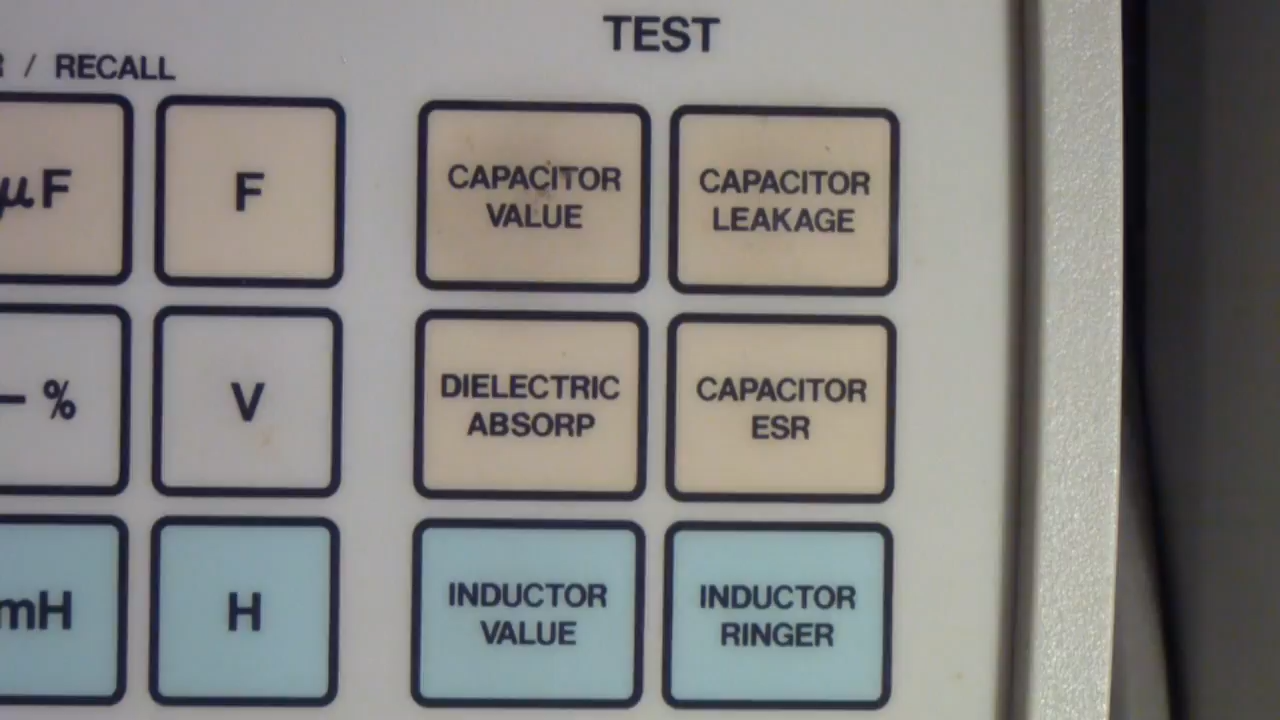 TEST
/ RECALL
μF
F
CAPACITOR
VALUE
CAPACITOR
LEAKAGE
%
V
DIELECTRIC
ABSORP
CAPACITOR
ESR
mH
H
INDUCTOR
VALUE
INDUCTOR
RINGER